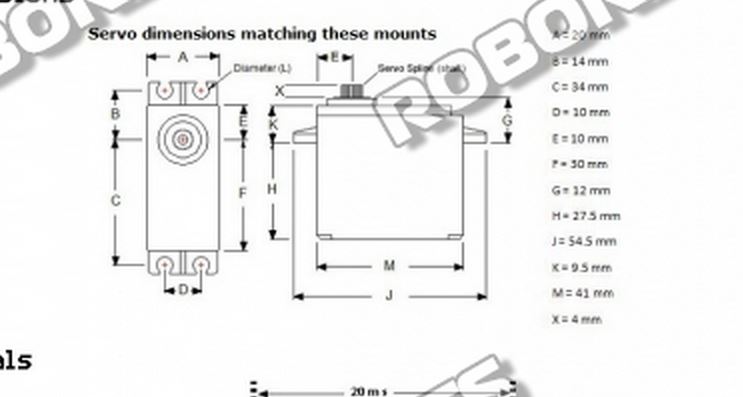 Servo dimensions matching these mounts
A
Diameter (L)
E
Servo Spline (shaft)
X
B
E
K
G
C
F
H
D
M
J
A = 20 mm
B = 14 mm
C = 34 mm
D = 10 mm
E = 10 mm
F = 30 mm
G = 12 mm
H = 27.5 mm
J = 54.5 mm
K = 9.5 mm
M = 41 mm
X = 4 mm
als
20 m s
ROBON